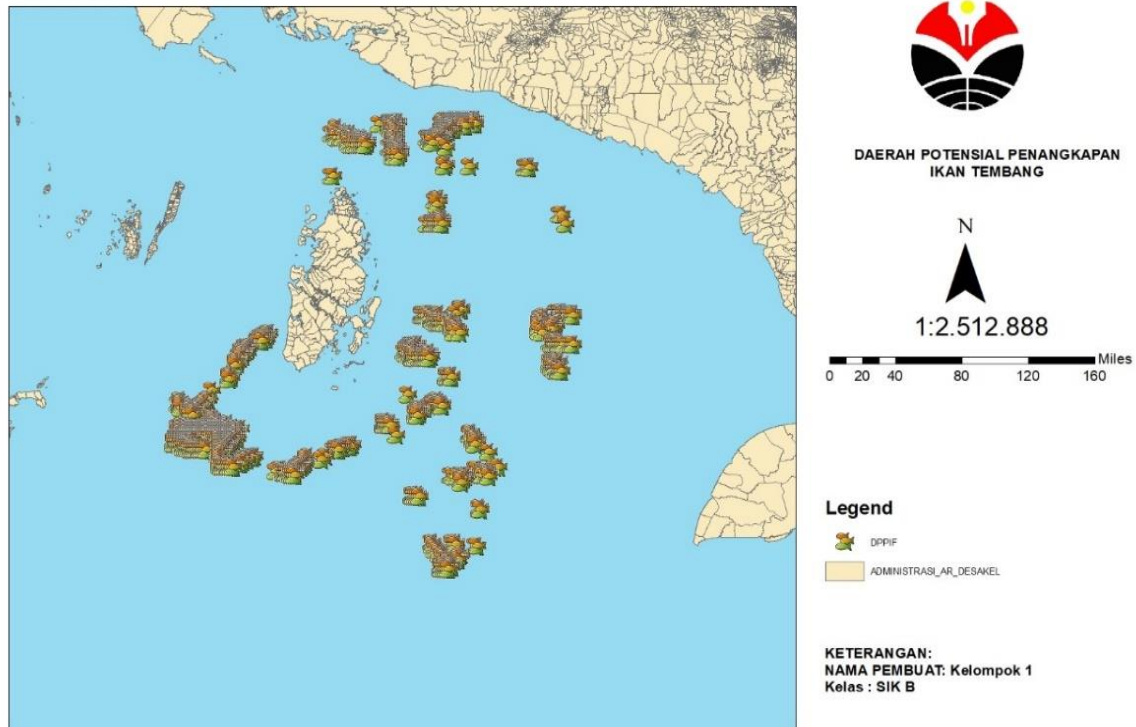 DAERAH POTENSIAL PENANGKAPAN
IKAN TEMBANG
N
1:2.512.888
Miles
0 20 40 80 120 160
Legend
DPPIF
ADMINISTRASI_AR_DESAKEL
KETERANGAN:
NAMA PEMBUAT: Kelompok 1
Kelas : SIK B